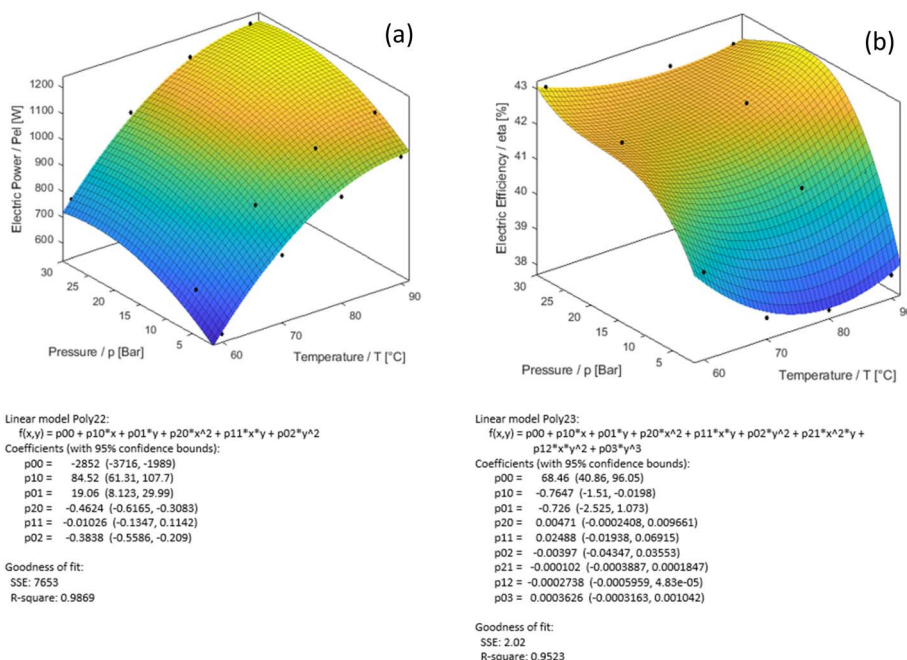 (a)
Electric Power / Pel [W]
1200
1100
1000
900
800
700
600
30
25
20
15
10
5
Pressure / p [Bar]
60
70
80
90
Temperature / T [°C]
(b)
Electric Efficiency / eta [%]
43
42
41
40
39
38
30
25
20
15
10
5
Pressure / p [Bar]
60
70
80
90
Temperature / T [°C]
Linear model Poly22:
f(x,y) = p00 + p10*x + p01*y + p20*x^2 + p11*x*y + p02*y^2
Coefficients (with 95% confidence bounds):
p00 = -2852 (-3716, -1989)
p10 = 84.52 (61.31, 107.7)
p01 = 19.06 (8.123, 29.99)
p20 = -0.4624 (-0.6165, -0.3083)
p11 = -0.01026 (-0.1347, 0.1142)
p02 = -0.3838 (-0.5586, -0.209)
Goodness of fit:
SSE: 7653
R-square: 0.9869
Linear model Poly23:
f(x,y) = p00 + p10*x + p01*y + p20*x^2 + p11*x*y + p02*y^2 + p21*x^2*y +
p12*x*y^2 + p03*y^3
Coefficients (with 95% confidence bounds):
p00 = 68.46 (40.86, 96.05)
p10 = -0.7647 (-1.51, -0.0198)
p01 = -0.726 (-2.525, 1.073)
p20 = 0.00471 (-0.0002408, 0.009661)
p11 = 0.02488 (-0.01938, 0.06915)
p02 = -0.00397 (-0.04347, 0.03553)
p21 = -0.000102 (-0.0003887, 0.0001847)
p12 = -0.0002738 (-0.0005959, 4.83e-05)
p03 = 0.0003626 (-0.0003163, 0.001042)
Goodness of fit:
SSE: 2.02
R-square: 0.9523